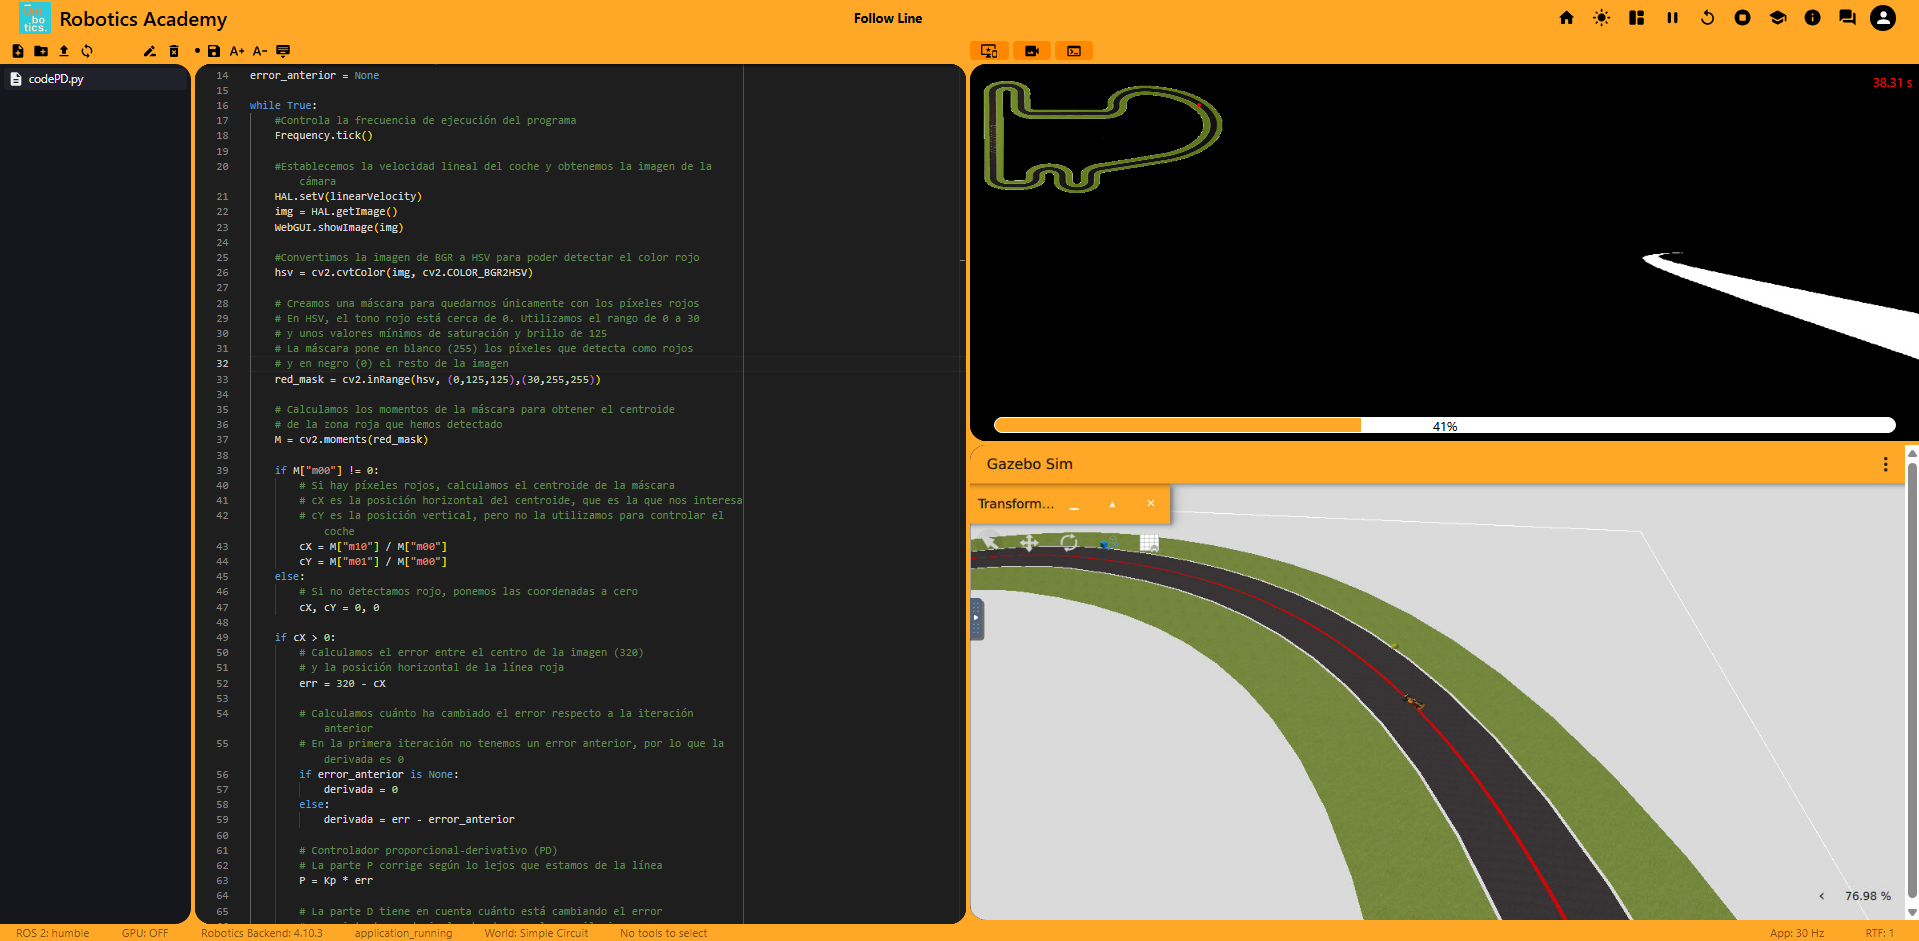 bo
tics.
Robotics Academy
Follow Line
A+ A-
codePD.py
14 error_anterior = None
15
16 while True:
17 #Controla la frecuencia de ejecución del programa
18 Frequency.tick()
19
20 #Establecemos la velocidad lineal del coche y obtenemos la imagen de la
cámara
21 HAL.setV(linearVelocity)
22 img = HAL.getImage()
23 WebGUI.showImage(img)
24
25 #Convertimos la imagen de BGR a HSV para poder detectar el color rojo
26 hsv = cv2.cvtColor(img, cv2.COLOR_BGR2HSV)
27
28 # Creamos una máscara para quedarnos únicamente con los píxeles rojos
29 # En HSV, el tono rojo está cerca de 0. Utilizamos el rango de 0 a 30
30 # y unos valores mínimos de saturación y brillo de 125
31 # La máscara pone en blanco (255) los píxeles que detecta como rojos
32 # y en negro (0) el resto de la imagen
33 red_mask = cv2.inRange(hsv, (0,125,125),(30,255,255))
34
35 # Calculamos los momentos de la máscara para obtener el centroide
36 # de la zona roja que hemos detectado
37 M = cv2.moments(red_mask)
38
39 if M["m00"] != 0:
40 # Si hay píxeles rojos, calculamos el centroide de la máscara
41 # cX es la posición horizontal del centroide, que es la que nos interesa
42 # cY es la posición vertical, pero no la utilizamos para controlar el
coche
43 cX = M["m10"] / M["m00"]
44 cY = M["m01"] / M["m00"]
45 else:
46 # Si no detectamos rojo, ponemos las coordenadas a cero
47 cX, cY = 0, 0
48
49 if cX > 0:
50 # Calculamos el error entre el centro de la imagen (320)
51 # y la posición horizontal de la línea roja
52 err = 320 - cX
53
54 # Calculamos cuánto ha cambiado el error respecto a la iteración
anterior
55 # En la primera iteración no tenemos un error anterior, por lo que la
derivada es 0
56 if error_anterior is None:
57 derivada = 0
58 else:
59 derivada = err - error_anterior
60
61 # Controlador proporcional-derivativo (PD)
62 # La parte P corrige según lo lejos que estamos de la línea
63 P = Kp * err
64
65 # La parte D tiene en cuenta cuánto está cambiando el error
38.31 s
41%
Gazebo Sim
Transform...
76.98 %
ROS 2: humble GPU: OFF Robotics Backend: 4.10.3 application_running World: Simple Circuit No tools to select App: 30 Hz RTF: 1